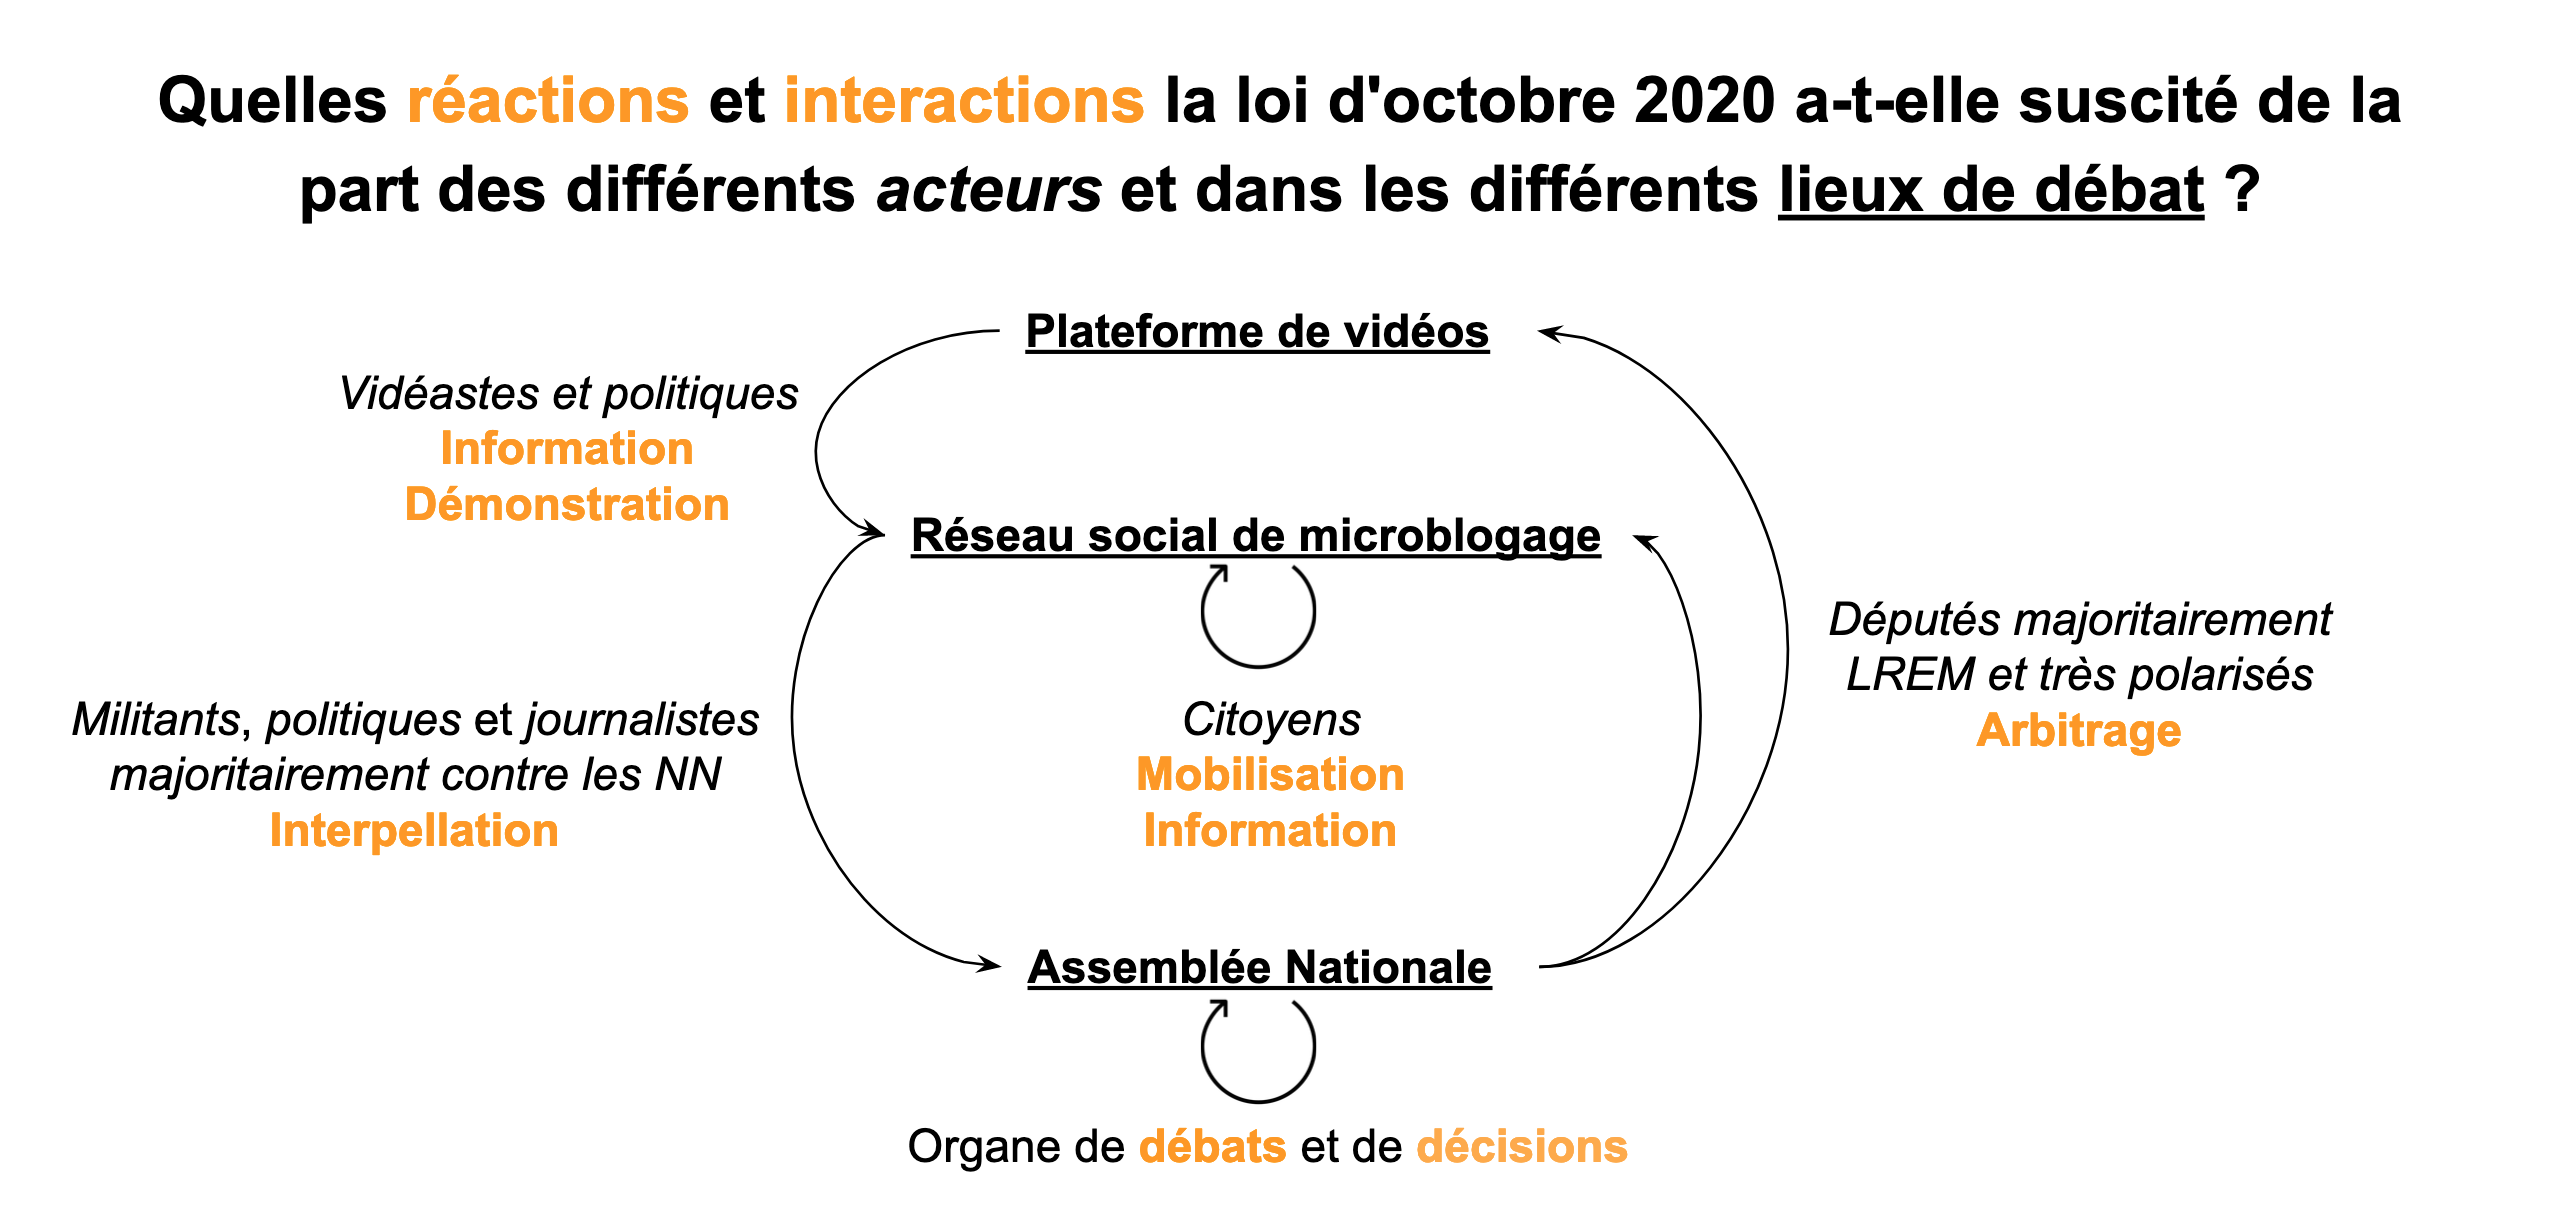 Quelles réactions et interactions la loi d'octobre 2020 a-t-elle suscité de la
part des différents acteurs et dans les différents lieux de débat ?
Plateforme de vidéos
Vidéastes et politiques
Information
Démonstration
Réseau social de microblogage
Députés majoritairement
LREM et très polarisés
Arbitrage
Militants, politiques et journalistes
majoritairement contre les NN
Interpellation
Citoyens
Mobilisation
Information
Assemblée Nationale
Organe de débats et de décisions